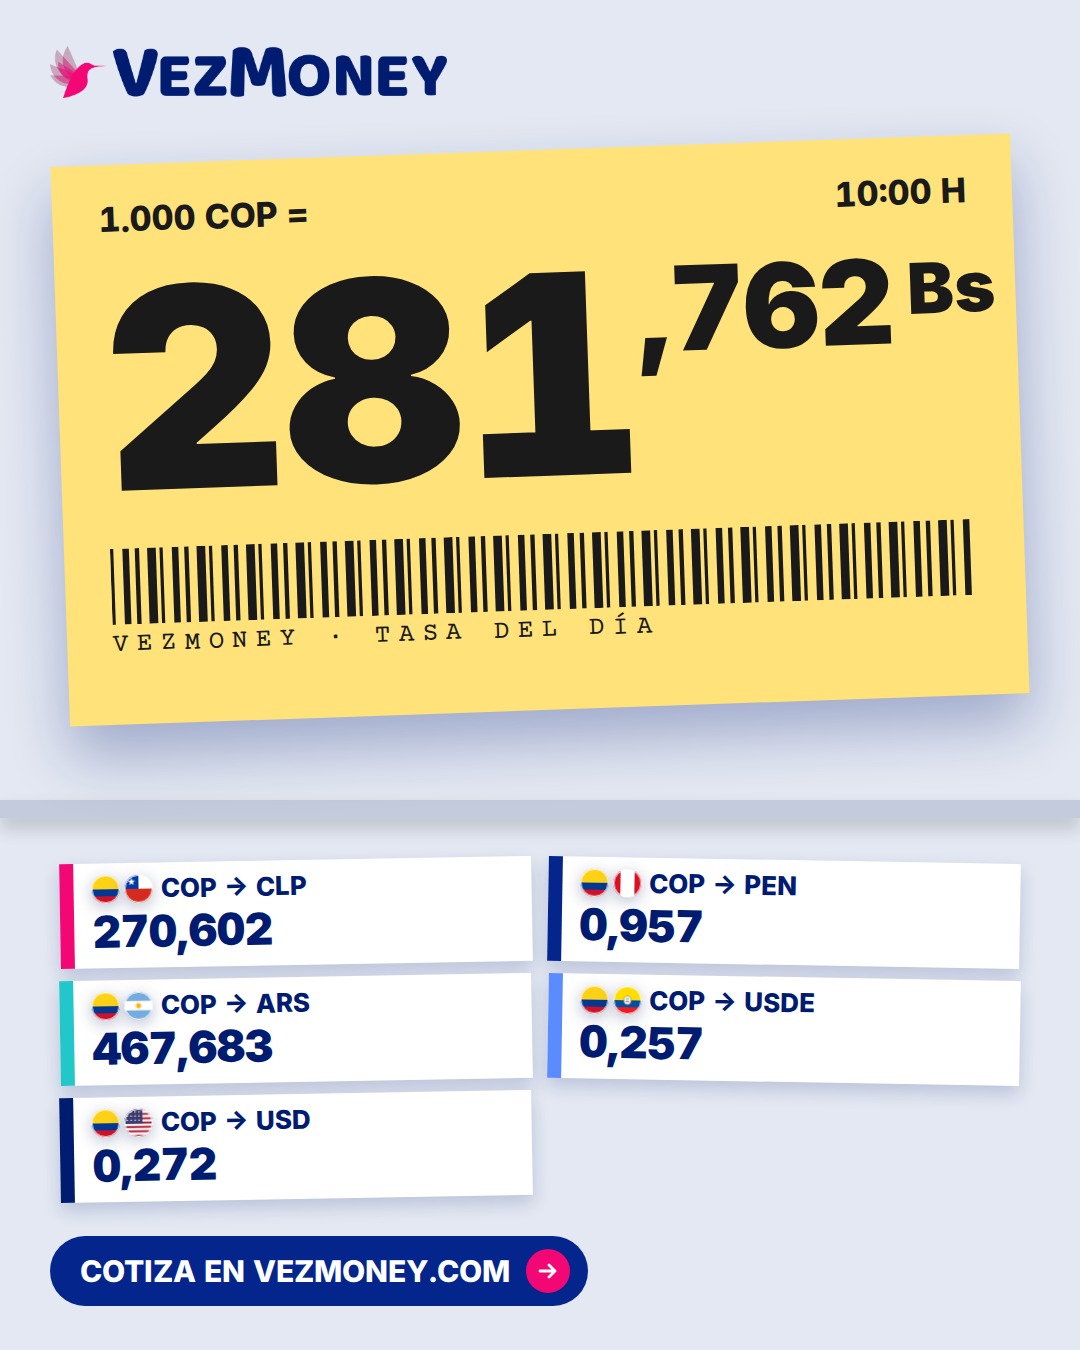 VEZMONEY
1.000 COP =
10:00 H
281,762 Bs
VEZMONEY · TASA DEL DÍA
COP → CLP
270,602
COP → PEN
0,957
COP → ARS
467,683
COP → USDE
0,257
COP → USD
0,272
COTIZA EN VEZMONEY.COM →